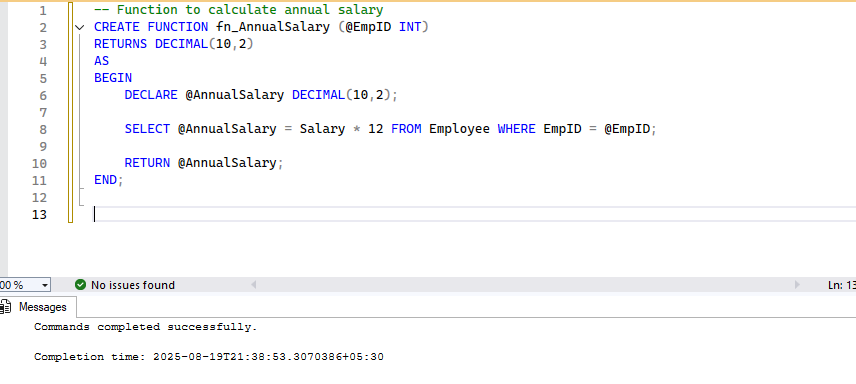 1 -- Function to calculate annual salary
2 CREATE FUNCTION fn_AnnualSalary (@EmpID INT)
3 RETURNS DECIMAL(10,2)
4 AS
5 BEGIN
6 DECLARE @AnnualSalary DECIMAL(10,2);
7
8 SELECT @AnnualSalary = Salary * 12 FROM Employee WHERE EmpID = @EmpID;
9
10 RETURN @AnnualSalary;
11 END;
12
13
00 % No issues found Ln: 13
Messages
Commands completed successfully.
Completion time: 2025-08-19T21:38:53.3070386+05:30